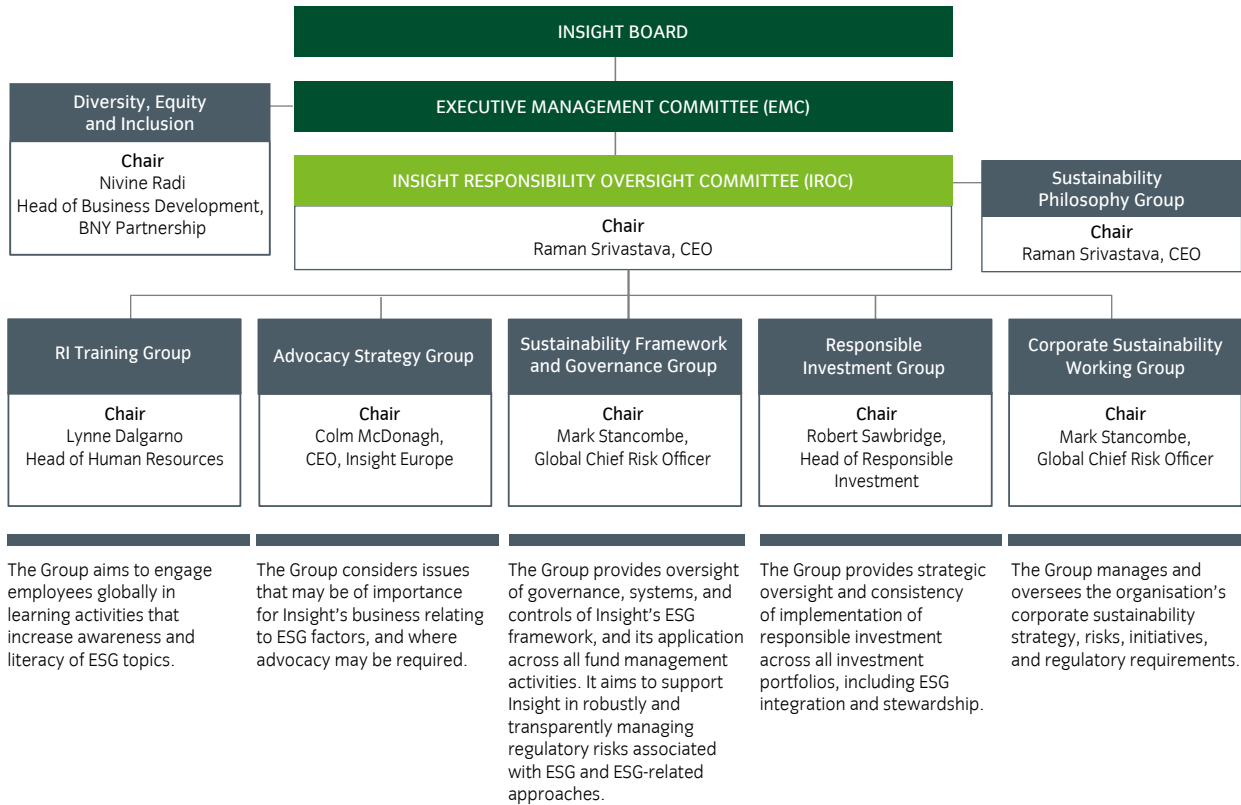 INSIGHT BOARD
EXECUTIVE MANAGEMENT COMMITTEE (EMC)
Diversity, Equity
and Inclusion
Chair
Nivine Radi
Head of Business Development,
BNY Partnership
INSIGHT RESPONSIBILITY OVERSIGHT COMMITTEE (IROC)
Chair
Raman Srivastava, CEO
Sustainability
Philosophy Group
Chair
Raman Srivastava, CEO
RI Training Group
Chair
Lynne Dalgarno
Head of Human Resources
The Group aims to engage
employees globally in
learning activities that
increase awareness and
literacy of ESG topics.
Advocacy Strategy Group
Chair
Colm McDonagh,
CEO, Insight Europe
The Group considers issues
that may be of importance
for Insight’s business relating
to ESG factors, and where
advocacy may be required.
Sustainability Framework
and Governance Group
Chair
Mark Stancombe,
Global Chief Risk Officer
The Group provides oversight
of governance, systems, and
controls of Insight’s ESG
framework, and its application
across all fund management
activities. It aims to support
Insight in robustly and
transparently managing
regulatory risks associated
with ESG and ESG-related
approaches.
Responsible
Investment Group
Chair
Robert Sawbridge,
Head of Responsible
Investment
The Group provides strategic
oversight and consistency
of implementation of
responsible investment
across all investment
portfolios, including ESG
integration and stewardship.
Corporate Sustainability
Working Group
Chair
Mark Stancombe,
Global Chief Risk Officer
The Group manages and
oversees the organisation’s
corporate sustainability
strategy, risks, initiatives,
and regulatory requirements.